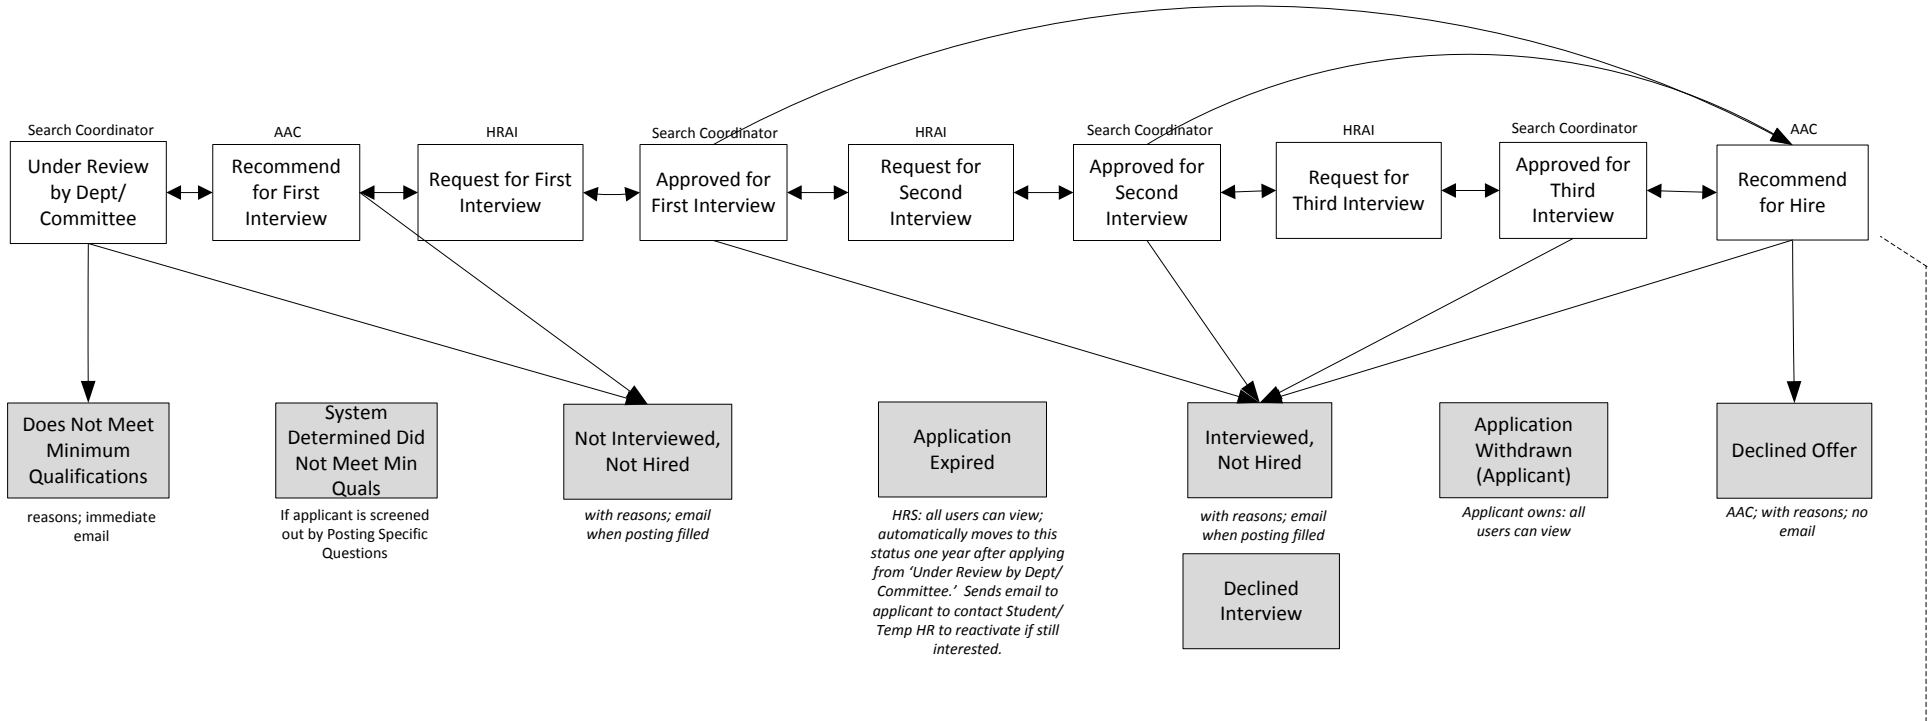 Search Coordinator
Under Review
by Dept/
Committee
AAC
Recommend
for First
Interview
HRAI
Request for First
Interview
Search Coordinator
Approved for
First Interview
HRAI
Request for
Second
Interview
Search Coordinator
Approved for
Second
Interview
HRAI
Request for
Third Interview
Search Coordinator
Approved for
Third
Interview
AAC
Recommend
for Hire
Does Not Meet
Minimum
Qualifications
reasons; immediate
email
System
Determined Did
Not Meet Min
Quals
If applicant is screened
out by Posting Specific
Questions
Not Interviewed,
Not Hired
with reasons; email
when posting filled
Application
Expired
HRS: all users can view;
automatically moves to this
status one year after applying
from ‘Under Review by Dept/
Committee.’ Sends email to
applicant to contact Student/
Temp HR to reactivate if still
interested.
Interviewed,
Not Hired
with reasons; email
when posting filled
Declined
Interview
Application
Withdrawn
(Applicant)
Applicant owns: all
users can view
Declined Offer
AAC; with reasons; no
email